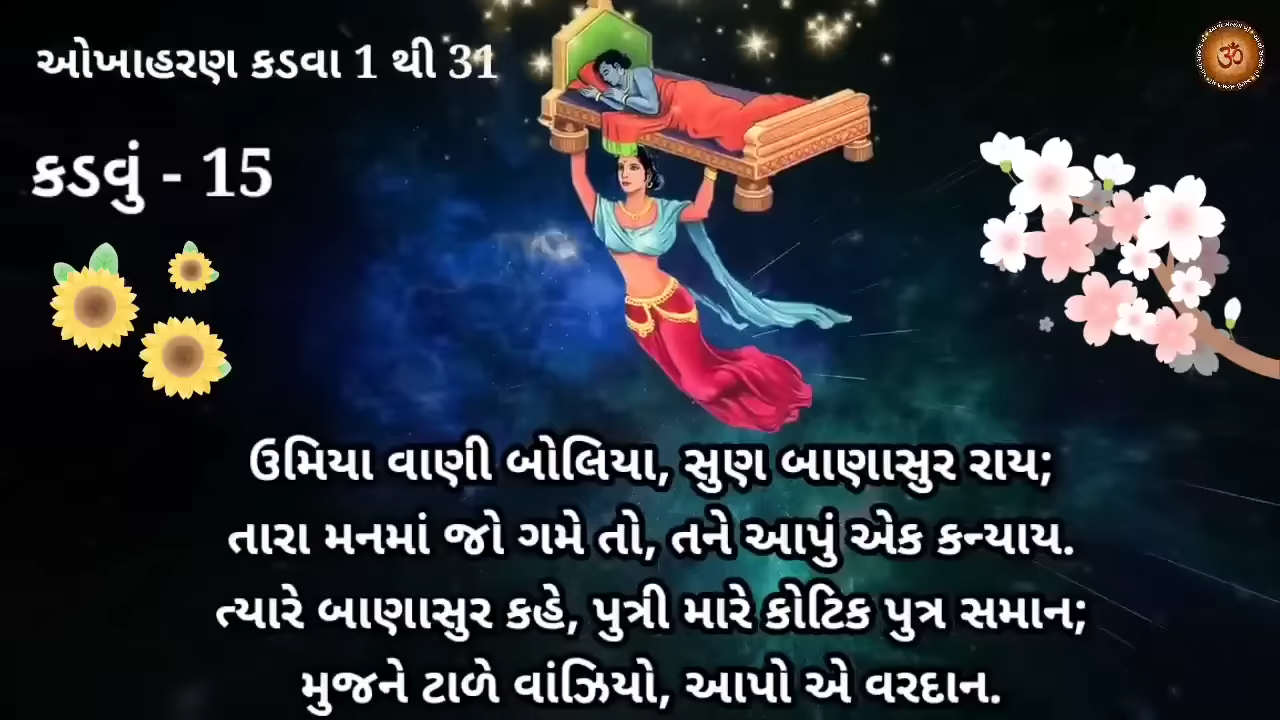 ઓખાહરણ કડવા 1 થી 31
કડવું - 15
ઉમિયા વાણી બોલિયા, સુણ બાણાસુર રાય;
તારા મનમાં જો ગમે તો, તને આપું એક કન્યાય.
ત્યારે બાણાસુર કહે, પુત્રી મારે કોટિક પુત્ર સમાન;
મુજને ટાળે વાંઝિયો, આપો એ વરદાન.
ॐ